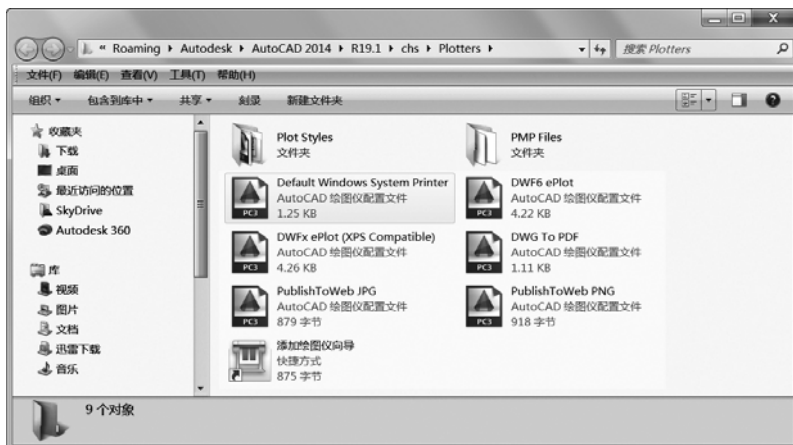 « Roaming ▸ Autodesk ▸ AutoCAD 2014 ▸ R19.1 ▸ chs ▸ Plotters ▸
搜索 Plotters
文件(F) 编辑(E) 查看(V) 工具(T) 帮助(H)
组织 包含到库中 共享 刻录 新建文件夹
收藏夹
下载
桌面
最近访问的位置
SkyDrive
Autodesk 360
库
视频
图片
文档
迅雷下载
音乐
Plot Styles
文件夹
PMP Files
文件夹
PC3
Default Windows System Printer
AutoCAD 绘图仪配置文件
1.25 KB
PC3
DWF6 ePlot
AutoCAD 绘图仪配置文件
4.22 KB
PC3
DWFx ePlot (XPS Compatible)
AutoCAD 绘图仪配置文件
4.26 KB
PC3
DWG To PDF
AutoCAD 绘图仪配置文件
1.11 KB
PC3
PublishToWeb JPG
AutoCAD 绘图仪配置文件
879 字节
PC3
PublishToWeb PNG
AutoCAD 绘图仪配置文件
918 字节
添加绘图仪向导
快捷方式
875 字节
9 个对象